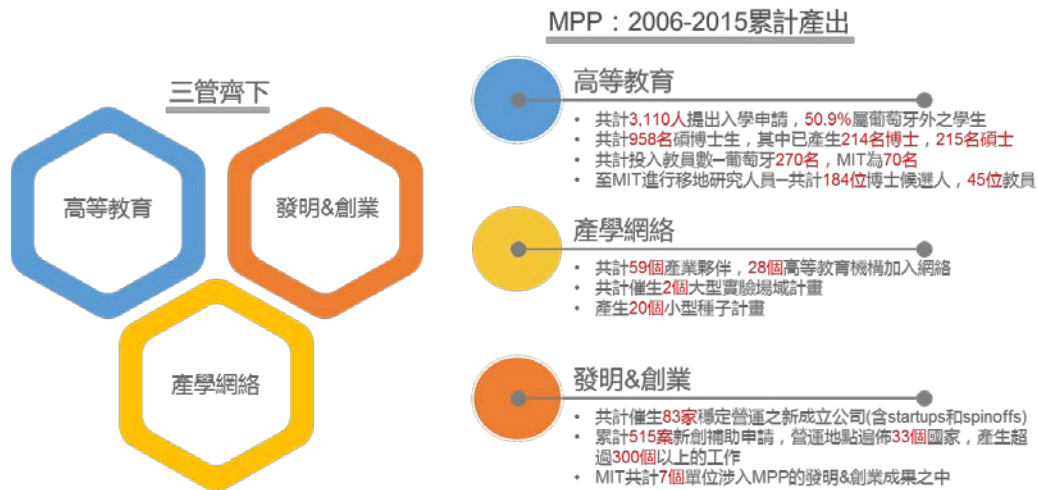 MPP：2006-2015累計產出
三管齊下
高等教育
發明&創業
產學網絡
高等教育
• 共計3,110人提出入學申請，50.9%屬葡萄牙外之學生
• 共計958名碩博士生，其中已產生214名博士，215名碩士
• 共計投入教員數─葡萄牙270名，MIT為70名
• 至MIT進行移地研究人員─共計184位博士候選人，45位教員
產學網絡
• 共計59個產業夥伴，28個高等教育機構加入網絡
• 共計催生2個大型實驗場域計畫
• 產生20個小型種子計畫
發明&創業
• 共計催生83家穩定營運之新成立公司(含startups和spinoffs)
• 累計515案新創補助申請，營運地點遍佈33個國家，產生超
過300個以上的工作
• MIT共計7個單位涉入MPP的發明&創業成果之中